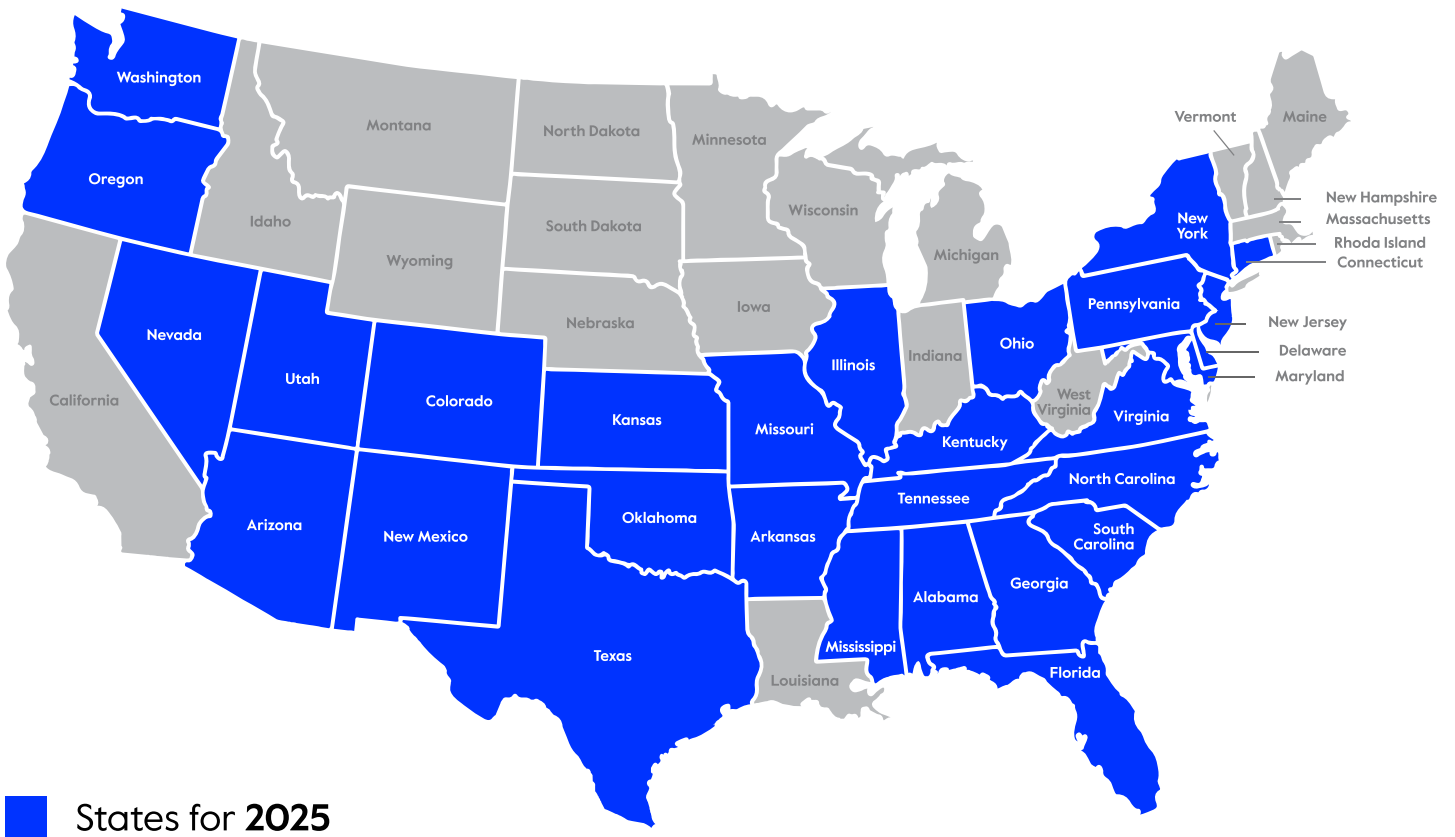 Washington
Oregon
California
Nevada
Idaho
Montana
Wyoming
Utah
Colorado
Arizona
New Mexico
North Dakota
South Dakota
Nebraska
Kansas
Oklahoma
Texas
Minnesota
Iowa
Missouri
Arkansas
Louisiana
Wisconsin
Illinois
Michigan
Indiana
Ohio
Kentucky
Tennessee
Mississippi
Alabama
Georgia
Florida
South
Carolina
North Carolina
Virginia
West
Virginia
Pennsylvania
New
York
Vermont
Maine
New Hampshire
Massachusetts
Rhoda Island
Connecticut
New Jersey
Delaware
Maryland
States for 2025